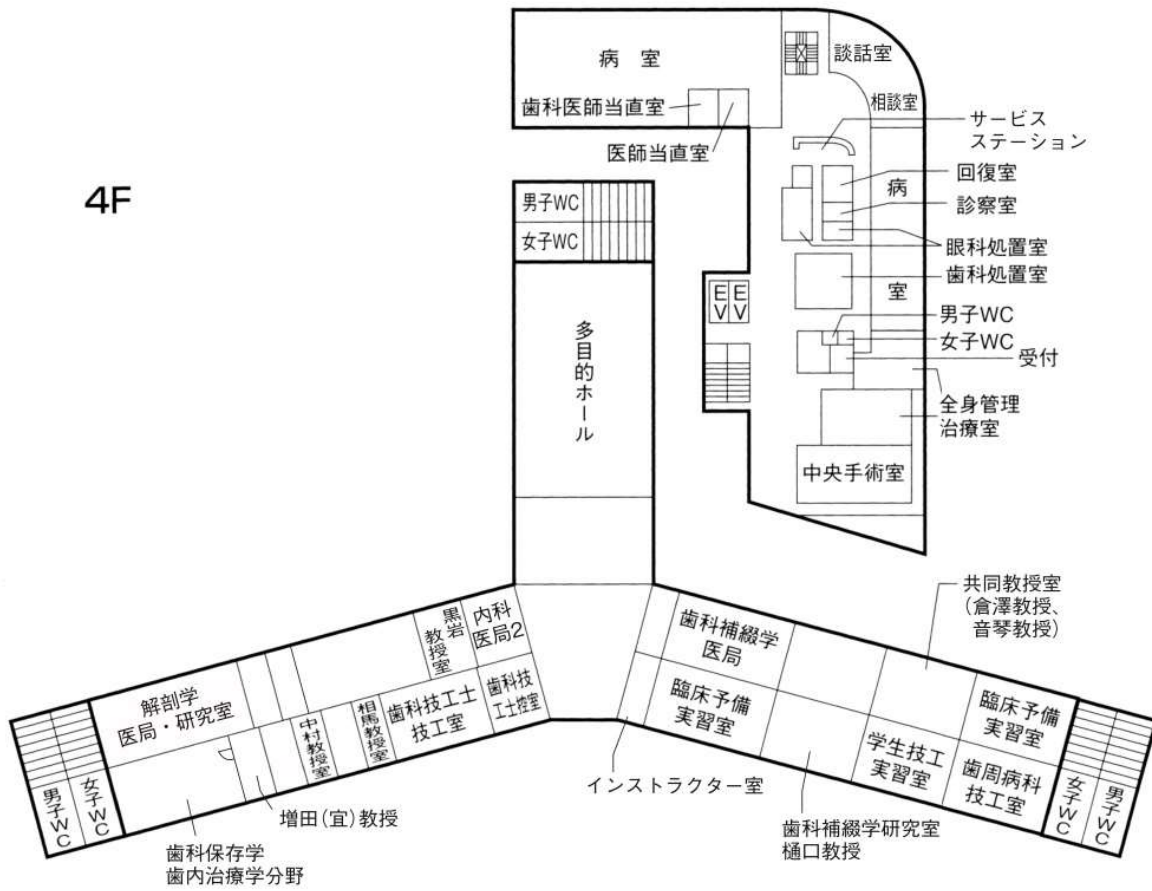 4F
病室
談話室
歯科医師当直室
相談室
サービス
ステーション
医師当直室
回復室
病
室
診察室
眼科処置室
歯科処置室
男子WC
女子WC
EV
EV
男子WC
女子WC
受付
多目的ホール
全身管理
治療室
中央手術室
共同教授室
(倉澤教授、
音琴教授)
黒岩
教授室
内科
医局2
歯科補綴学
医局
解剖学
医局・研究室
中村教授室
相馬教授室
歯科技工士
技工室
歯科技
工士控室
臨床予備
実習室
臨床予備
実習室
学生技工
実習室
歯周病科
技工室
男子WC
女子WC
女子WC
男子WC
インストラクター室
増田(宜)教授
歯科補綴学研究室
樋口教授
歯科保存学
歯内治療学分野